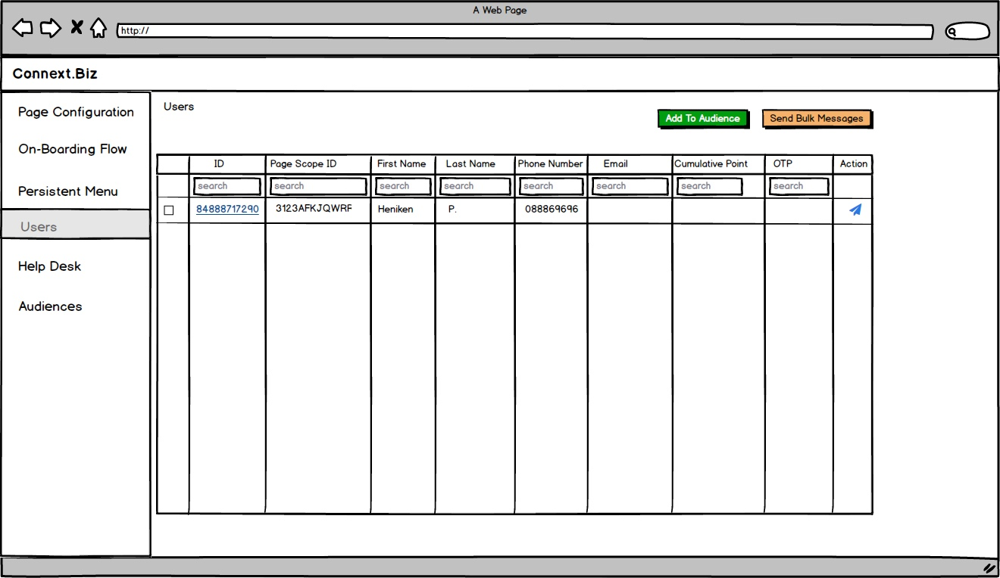 A Web Page
http://
Connext.Biz
Page Configuration
On-Boarding Flow
Persistent Menu
Users
Help Desk
Audiences
Users
Add To Audience
Send Bulk Messages
ID Page Scope ID First Name Last Name Phone Number Email Cumulative Point OTP Action
search search search search search search search search
84888717290 3123AFKJQWRF Heniken P. 088869696